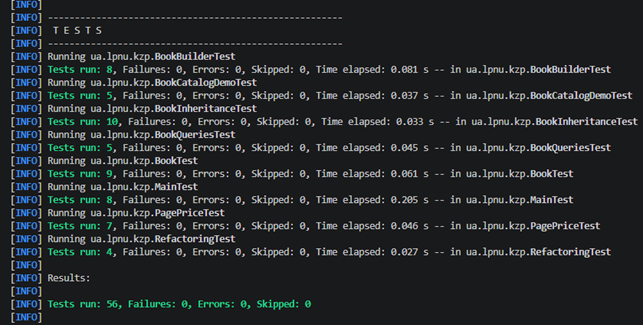 [INFO]
[INFO] -------------------------------------------------------
[INFO]  T E S T S
[INFO] -------------------------------------------------------
[INFO] Running ua.lpnu.kzp.BookBuilderTest
[INFO] Tests run: 8, Failures: 0, Errors: 0, Skipped: 0, Time elapsed: 0.081 s -- in ua.lpnu.kzp.BookBuilderTest
[INFO] Running ua.lpnu.kzp.BookCatalogDemoTest
[INFO] Tests run: 5, Failures: 0, Errors: 0, Skipped: 0, Time elapsed: 0.037 s -- in ua.lpnu.kzp.BookCatalogDemoTest
[INFO] Running ua.lpnu.kzp.BookInheritanceTest
[INFO] Tests run: 10, Failures: 0, Errors: 0, Skipped: 0, Time elapsed: 0.033 s -- in ua.lpnu.kzp.BookInheritanceTest
[INFO] Running ua.lpnu.kzp.BookQueriesTest
[INFO] Tests run: 5, Failures: 0, Errors: 0, Skipped: 0, Time elapsed: 0.045 s -- in ua.lpnu.kzp.BookQueriesTest
[INFO] Running ua.lpnu.kzp.BookTest
[INFO] Tests run: 9, Failures: 0, Errors: 0, Skipped: 0, Time elapsed: 0.061 s -- in ua.lpnu.kzp.BookTest
[INFO] Running ua.lpnu.kzp.MainTest
[INFO] Tests run: 8, Failures: 0, Errors: 0, Skipped: 0, Time elapsed: 0.205 s -- in ua.lpnu.kzp.MainTest
[INFO] Running ua.lpnu.kzp.PagePriceTest
[INFO] Tests run: 7, Failures: 0, Errors: 0, Skipped: 0, Time elapsed: 0.046 s -- in ua.lpnu.kzp.PagePriceTest
[INFO] Running ua.lpnu.kzp.RefactoringTest
[INFO] Tests run: 4, Failures: 0, Errors: 0, Skipped: 0, Time elapsed: 0.027 s -- in ua.lpnu.kzp.RefactoringTest
[INFO]
[INFO] Results:
[INFO]
[INFO] Tests run: 56, Failures: 0, Errors: 0, Skipped: 0
[INFO]